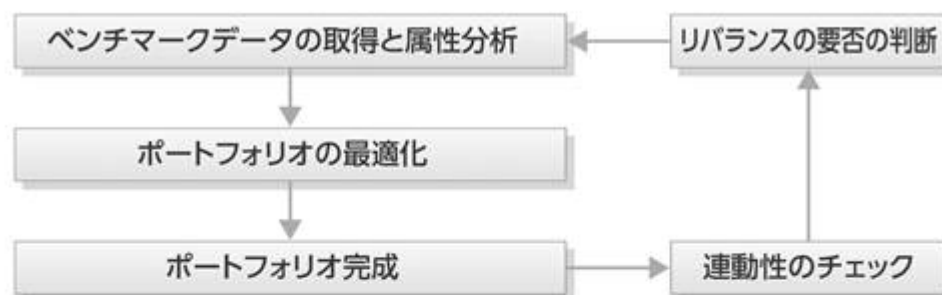 ベンチマークデータの取得と属性分析
リバランスの要否の判断
ポートフォリオの最適化
ポートフォリオ完成
連動性のチェック